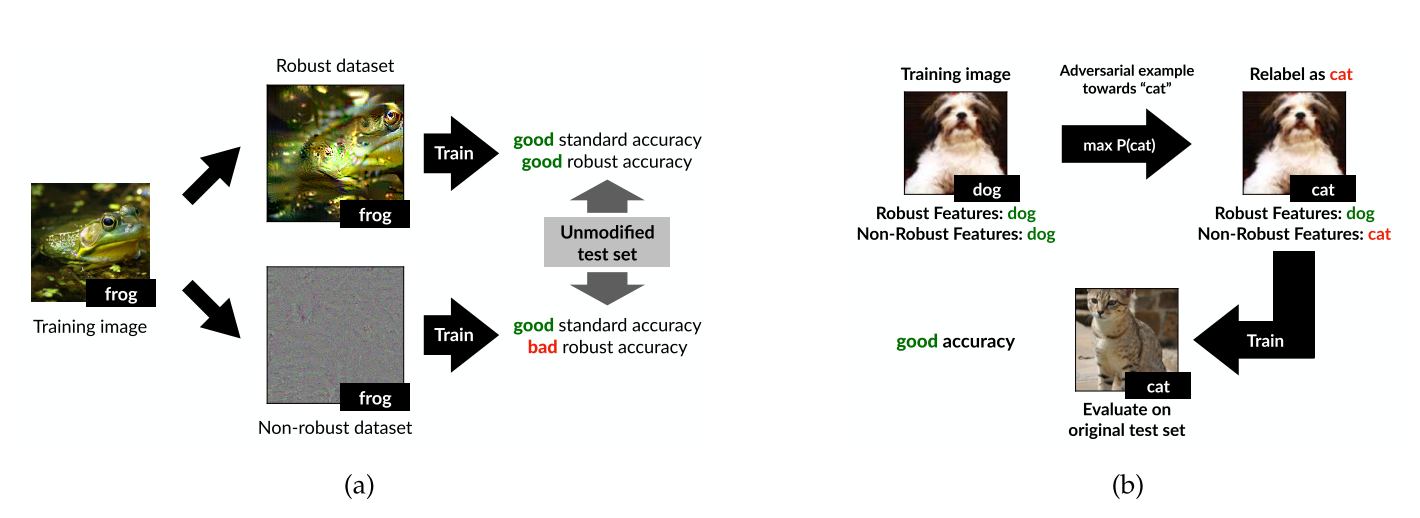 Robust dataset
frog
Train
good standard accuracy
good robust accuracy
Unmodified
test set
frog
Training image
frog
Non-robust dataset
Train
good standard accuracy
bad robust accuracy
(a)
Training image
dog
Robust Features: dog
Non-Robust Features: dog
Adversarial example
towards “cat”
max P(cat)
Relabel as cat
cat
Robust Features: dog
Non-Robust Features: cat
Train
good accuracy
cat
Evaluate on
original test set
(b)